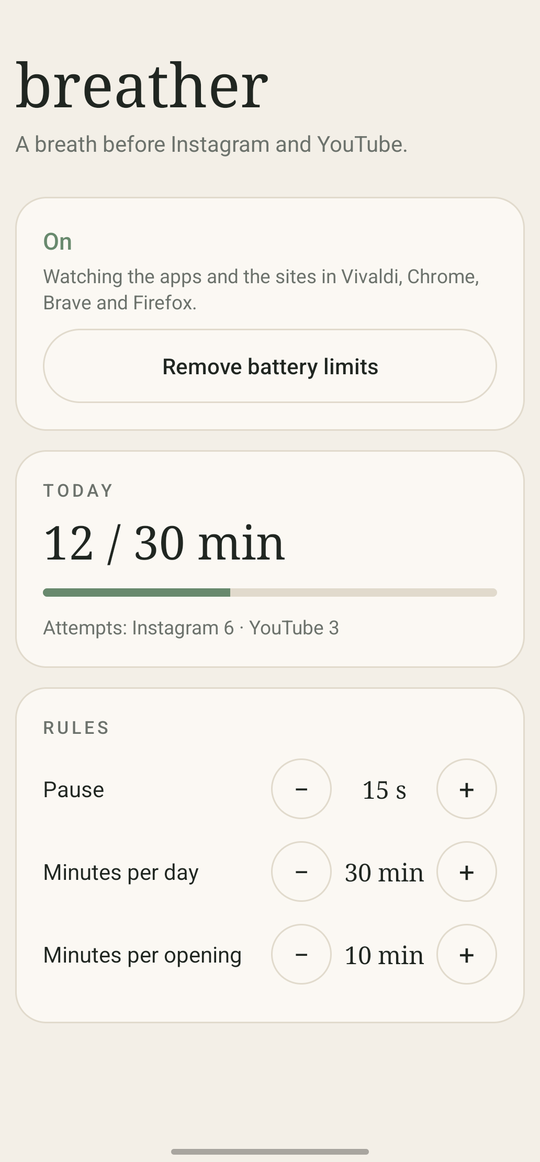 breather
A breath before Instagram and YouTube.
On
Watching the apps and the sites in Vivaldi, Chrome,
Brave and Firefox.
Remove battery limits
TODAY
12 / 30 min
Attempts: Instagram 6 · YouTube 3
RULES
Pause − 15 s +
Minutes per day − 30 min +
Minutes per opening − 10 min +